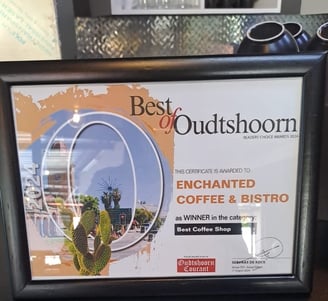 Best
of Oudtshoorn
READERS' CHOICE AWARDS 2024
2024
THIS CERTIFICATE IS AWARDED TO
ENCHANTED
COFFEE & BISTRO
as WINNER in the category:
Best Coffee Shop
Oudtshoorn
Courant